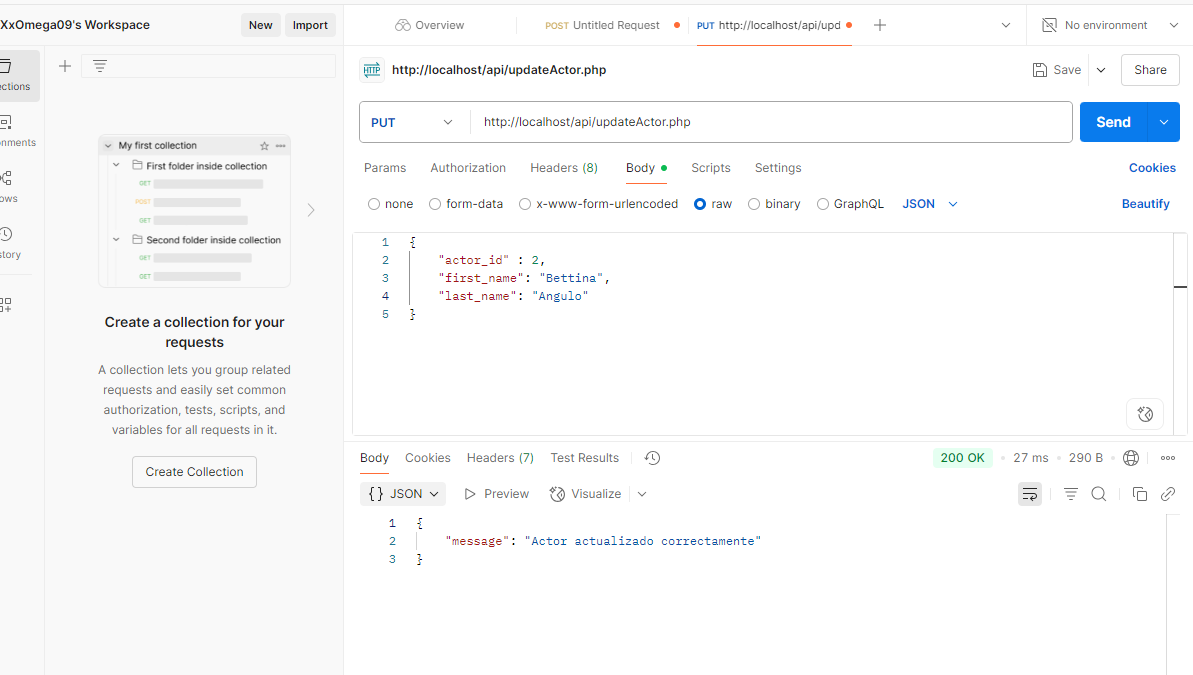 XxOmega09's Workspace
New
Import
Overview
POST Untitled Request
PUT http://localhost/api/upd
No environment
ctions
nments
ows
story
My first collection
First folder inside collection
GET
POST
GET
Second folder inside collection
GET
GET
Create a collection for your
requests
A collection lets you group related
requests and easily set common
authorization, tests, scripts, and
variables for all requests in it.
Create Collection
HTTP
http://localhost/api/updateActor.php
Save
Share
PUT
http://localhost/api/updateActor.php
Send
Params
Authorization
Headers (8)
Body
Scripts
Settings
Cookies
none
form-data
x-www-form-urlencoded
raw
binary
GraphQL
JSON
Beautify
1 {
2 "actor_id" : 2,
3 "first_name": "Bettina",
4 "last_name": "Angulo"
5 }
Body
Cookies
Headers (7)
Test Results
200 OK
27 ms
290 B
{} JSON
Preview
Visualize
1 {
2 "message": "Actor actualizado correctamente"
3 }